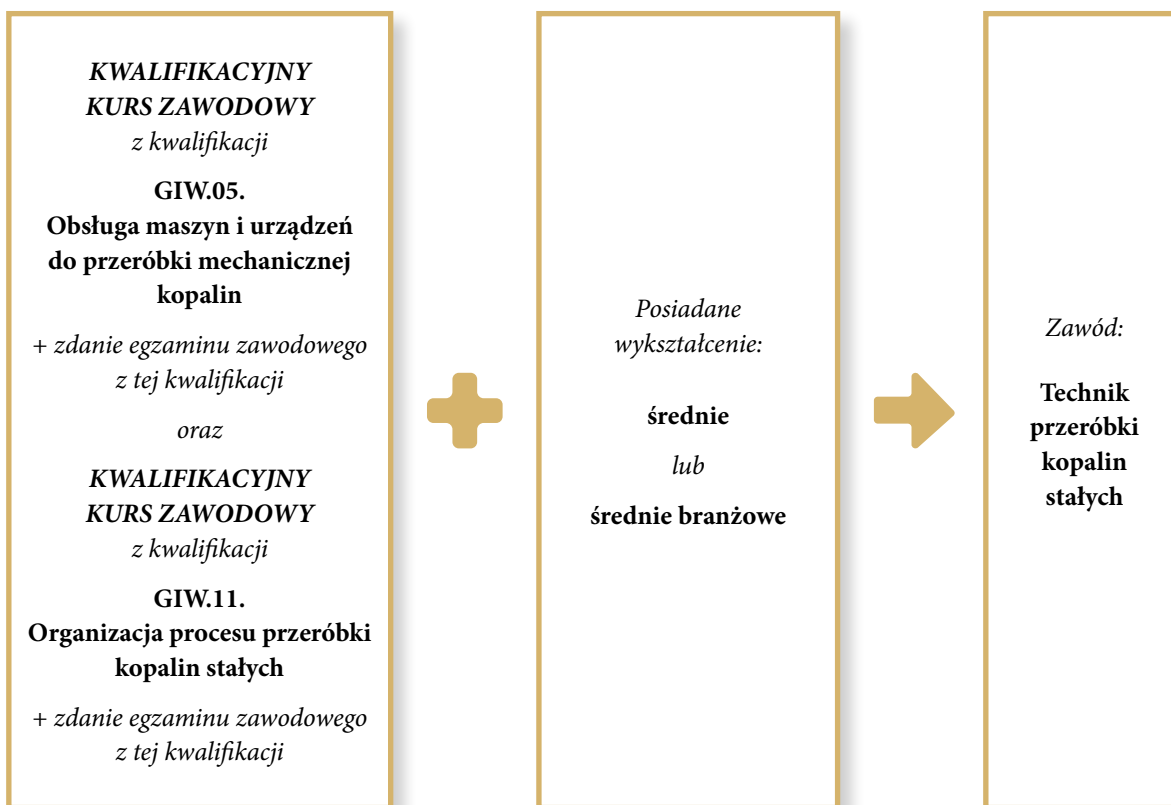 KWALIFIKACYJNY
KURS ZAWODOWY
z kwalifikacji
GIW.05.
Obsługa maszyn i urządzeń
do przeróbki mechanicznej
kopalin
+ zdanie egzaminu zawodowego
z tej kwalifikacji
oraz
KWALIFIKACYJNY
KURS ZAWODOWY
z kwalifikacji
GIW.11.
Organizacja procesu przeróbki
kopalin stałych
+ zdanie egzaminu zawodowego
z tej kwalifikacji
Posiadane
wykształcenie:
średnie
lub
średnie branżowe
Zawód:
Technik
przeróbki
kopalin
stałych